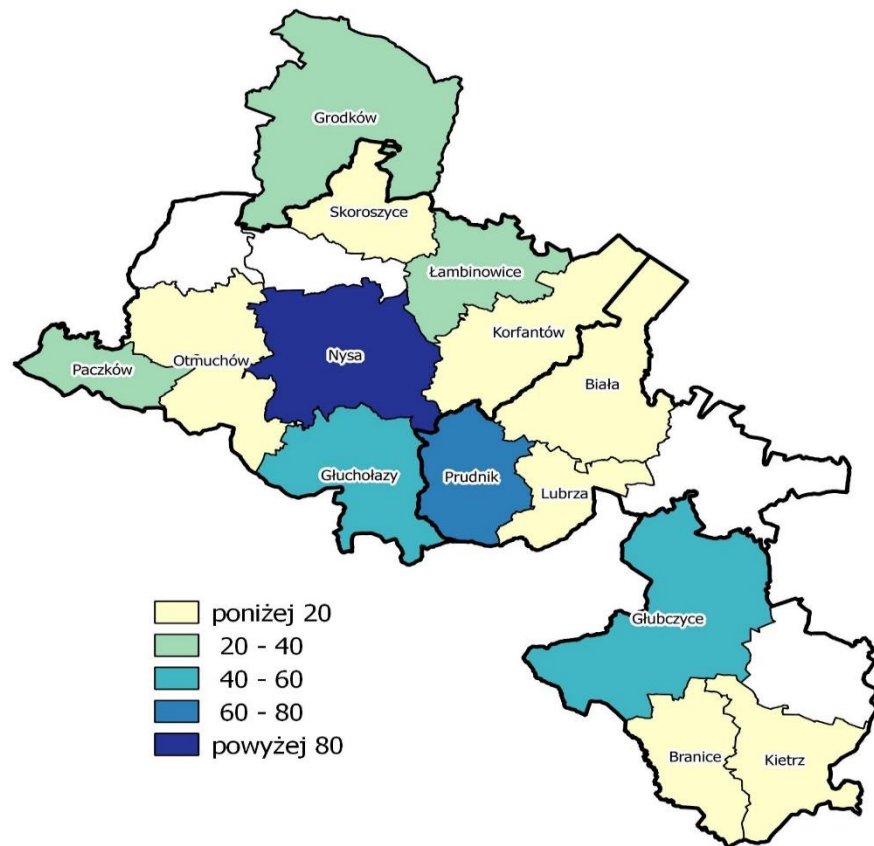 Grodków
Skoroszyce
Łambinowice
Korfantów
Otmuchów
Nysa
Paczków
Biała
Głuchołazy
Prudnik
Lubrza
Głubczyce
Branice
Kietrz
poniżej 20
20 - 40
40 - 60
60 - 80
powyżej 80